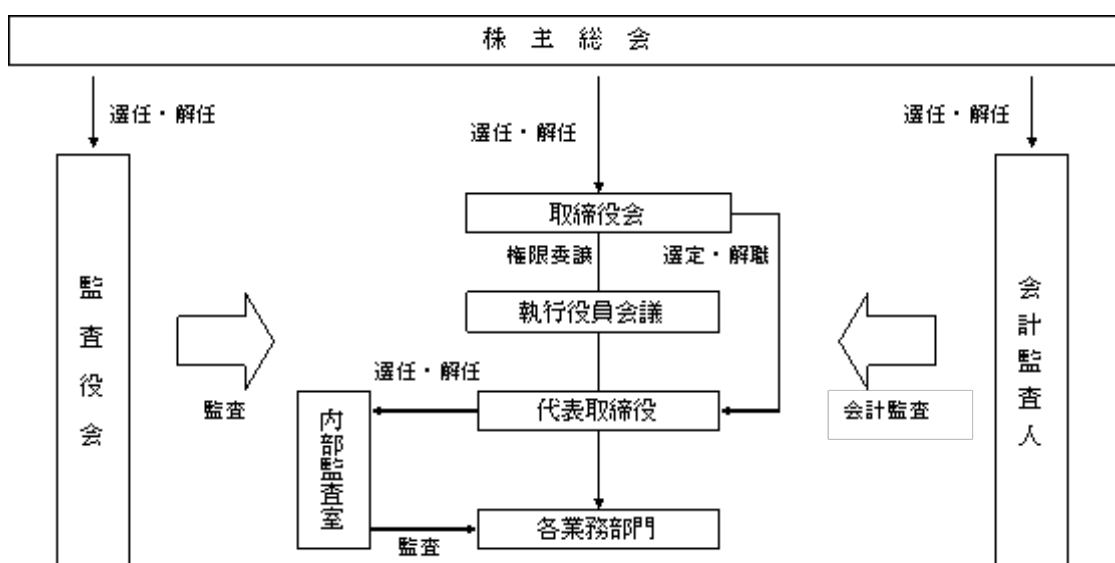 株主総会
選任・解任
選任・解任
選任・解任
取締役会
権限委譲
選定・解職
監査役会
執行役員会議
会計監査人
監査
選任・解任
代表取締役
会計監査
内部監査室
各業務部門
監査